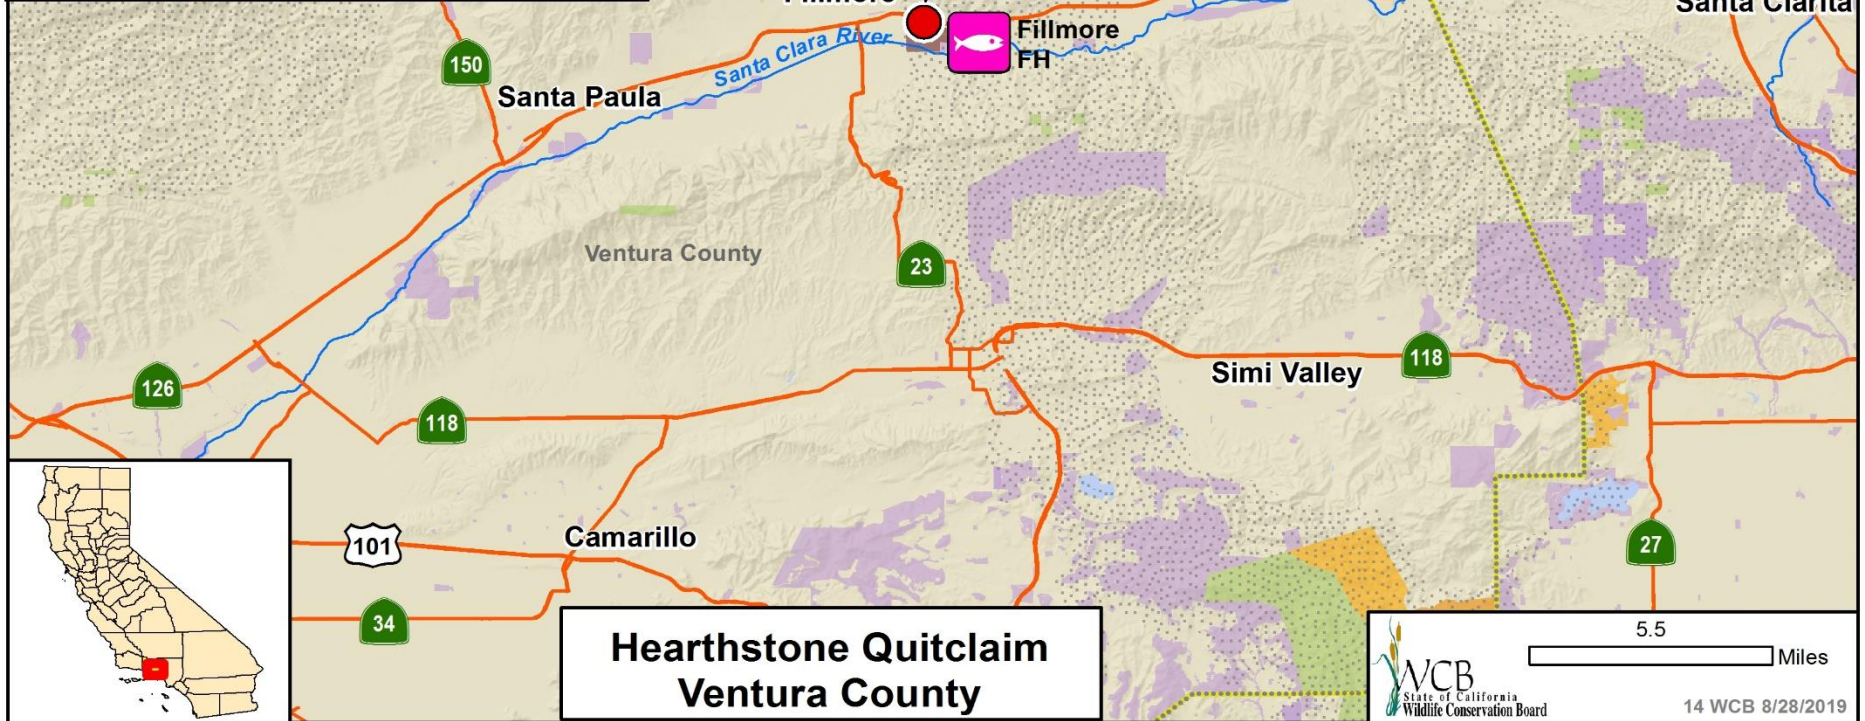 Fillmore
Santa Clarita
Fillmore
FH
150
Santa Clara River
Santa Paula
Ventura County
23
126
118
118
Simi Valley
101
Camarillo
27
34
Hearthstone Quitclaim
Ventura County
5.5
Miles
WCB
State of California
Wildlife Conservation Board
14 WCB 8/28/2019